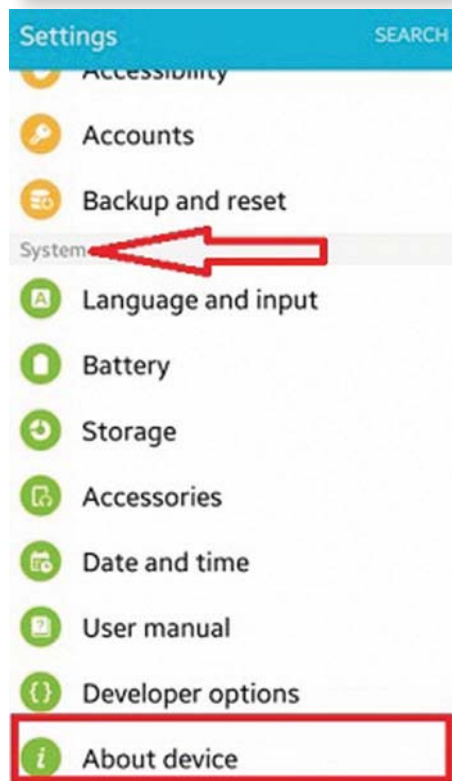 Settings
SEARCH
Accessibility
Accounts
Backup and reset
System
A
Language and input
Battery
Storage
Accessories
Date and time
?
User manual
{}
Developer options
i
About device